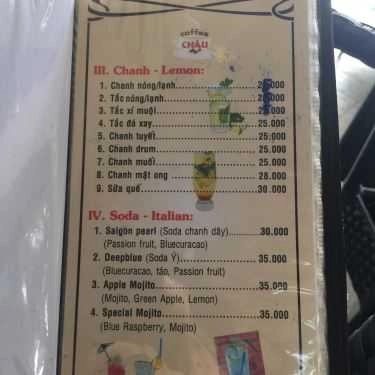 coffee
CHÂU
III. Chanh - Lemon:
1. Chanh nóng/lạnh 25.000
2. Tắc nóng/lạnh 25.000
3. Tắc xí muội 25.000
4. Tắc đá xay 25.000
5. Chanh tuyết 25.000
6. Chanh drum 25.000
7. Chanh muối 25.000
8. Chanh mật ong 28.000
9. Sữa quế 30.000
IV. Soda - Italian:
1. Saigon pearl (Soda chanh dây) 30.000
(Passion fruit, Bluecuracao)
2. Deepblue (Soda Ý) 35.000
(Bluecuracao, táo, Passion fruit)
3. Apple Mojito 35.000
(Mojito, Green Apple, Lemon)
4. Special Mojito 35.000
(Blue Raspberry, Mojito)